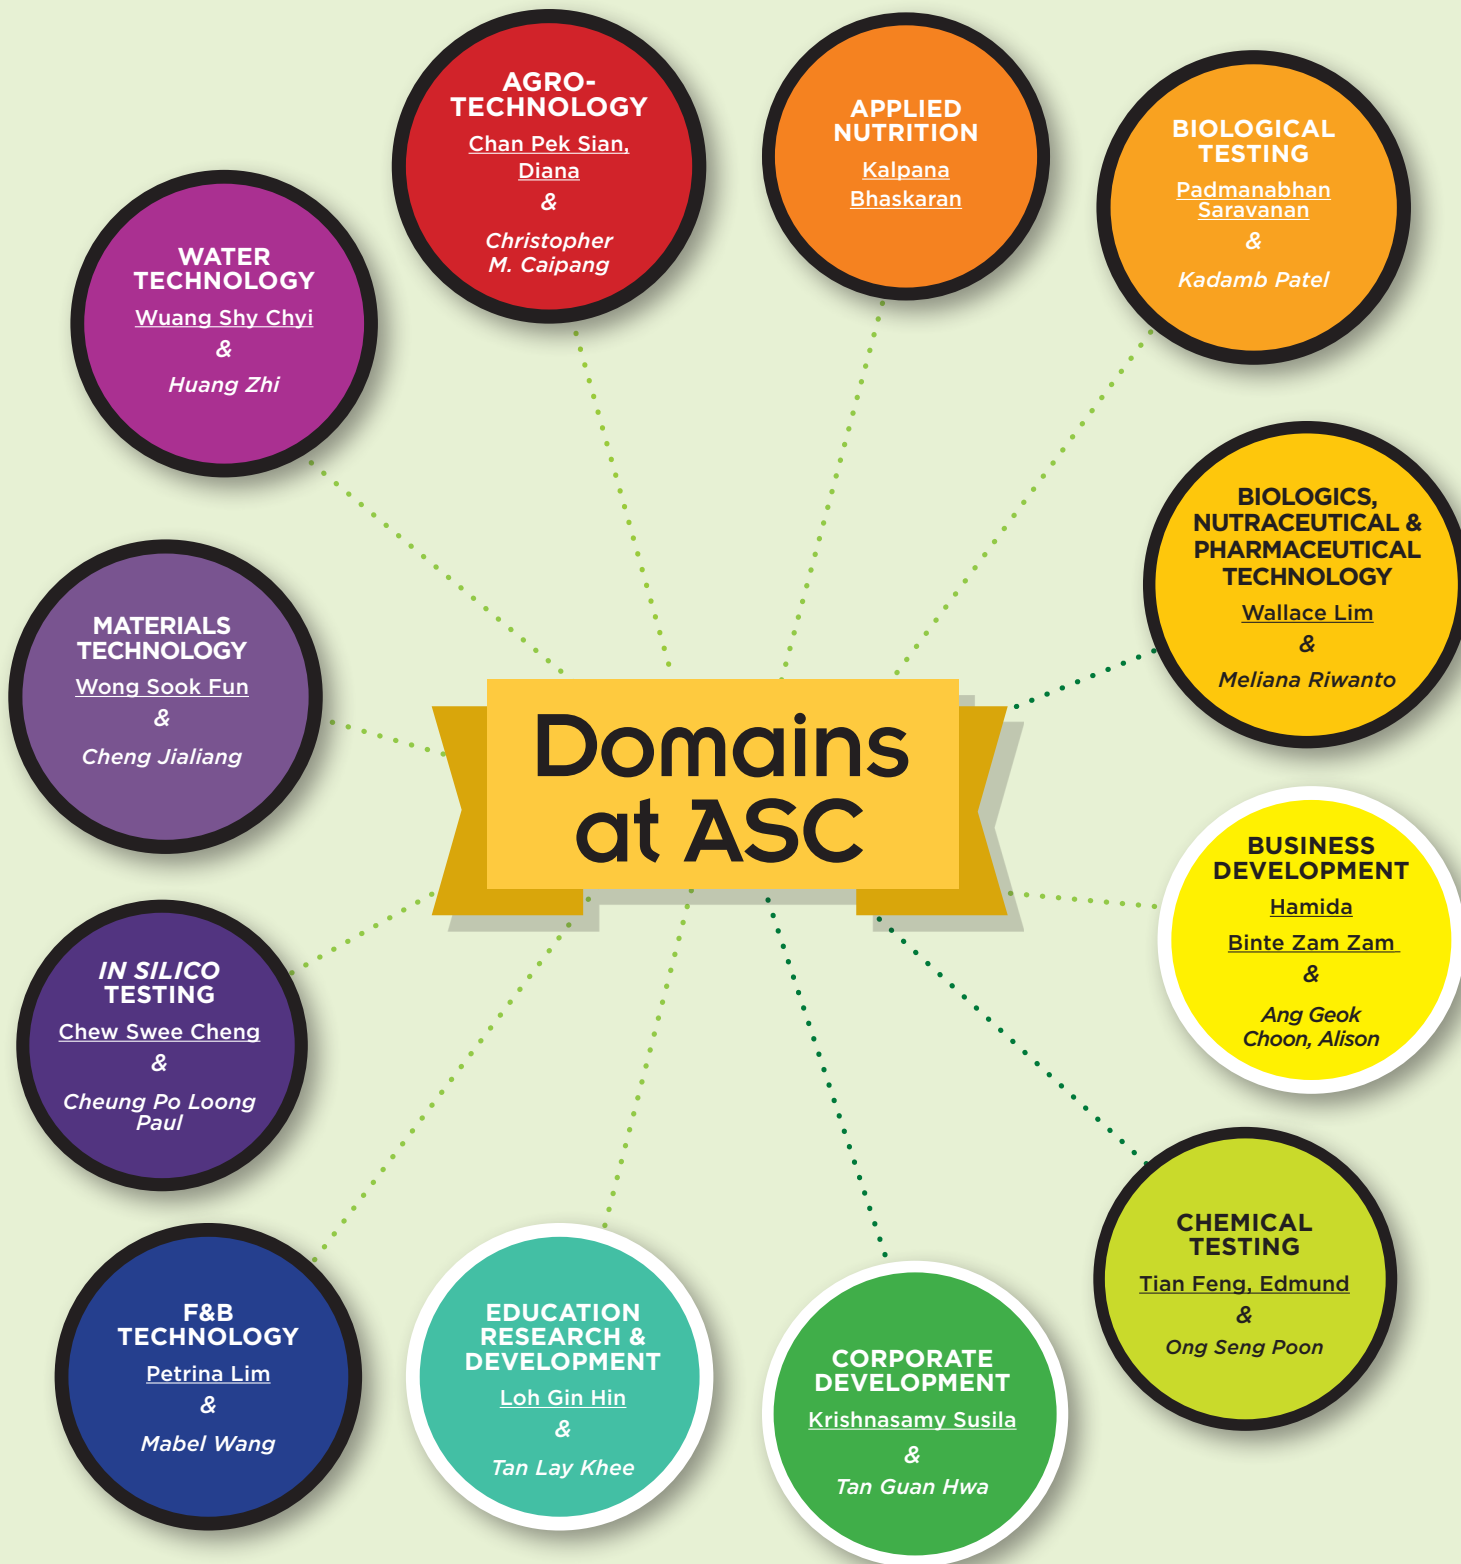 AGRO-
TECHNOLOGY
Chan Pek Sian,
Diana
&
Christopher
M. Caipang
APPLIED
NUTRITION
Kalpana
Bhaskaran
BIOLOGICAL
TESTING
Padmanabhan
Saravanan
&
Kadamb Patel
WATER
TECHNOLOGY
Wuang Shy Chyi
&
Huang Zhi
BIOLOGICS,
NUTRACEUTICAL &
PHARMACEUTICAL
TECHNOLOGY
Wallace Lim
&
Meliana Riwanto
MATERIALS
TECHNOLOGY
Wong Sook Fun
&
Cheng Jialiang
Domains
at ASC
BUSINESS
DEVELOPMENT
Hamida
Binte Zam Zam
&
Ang Geok
Choon, Alison
IN SILICO
TESTING
Chew Swee Cheng
&
Cheung Po Loong
Paul
CHEMICAL
TESTING
Tian Feng, Edmund
&
Ong Seng Poon
F&B
TECHNOLOGY
Petrina Lim
&
Mabel Wang
EDUCATION
RESEARCH &
DEVELOPMENT
Loh Gin Hin
&
Tan Lay Khee
CORPORATE
DEVELOPMENT
Krishnasamy Susila
&
Tan Guan Hwa